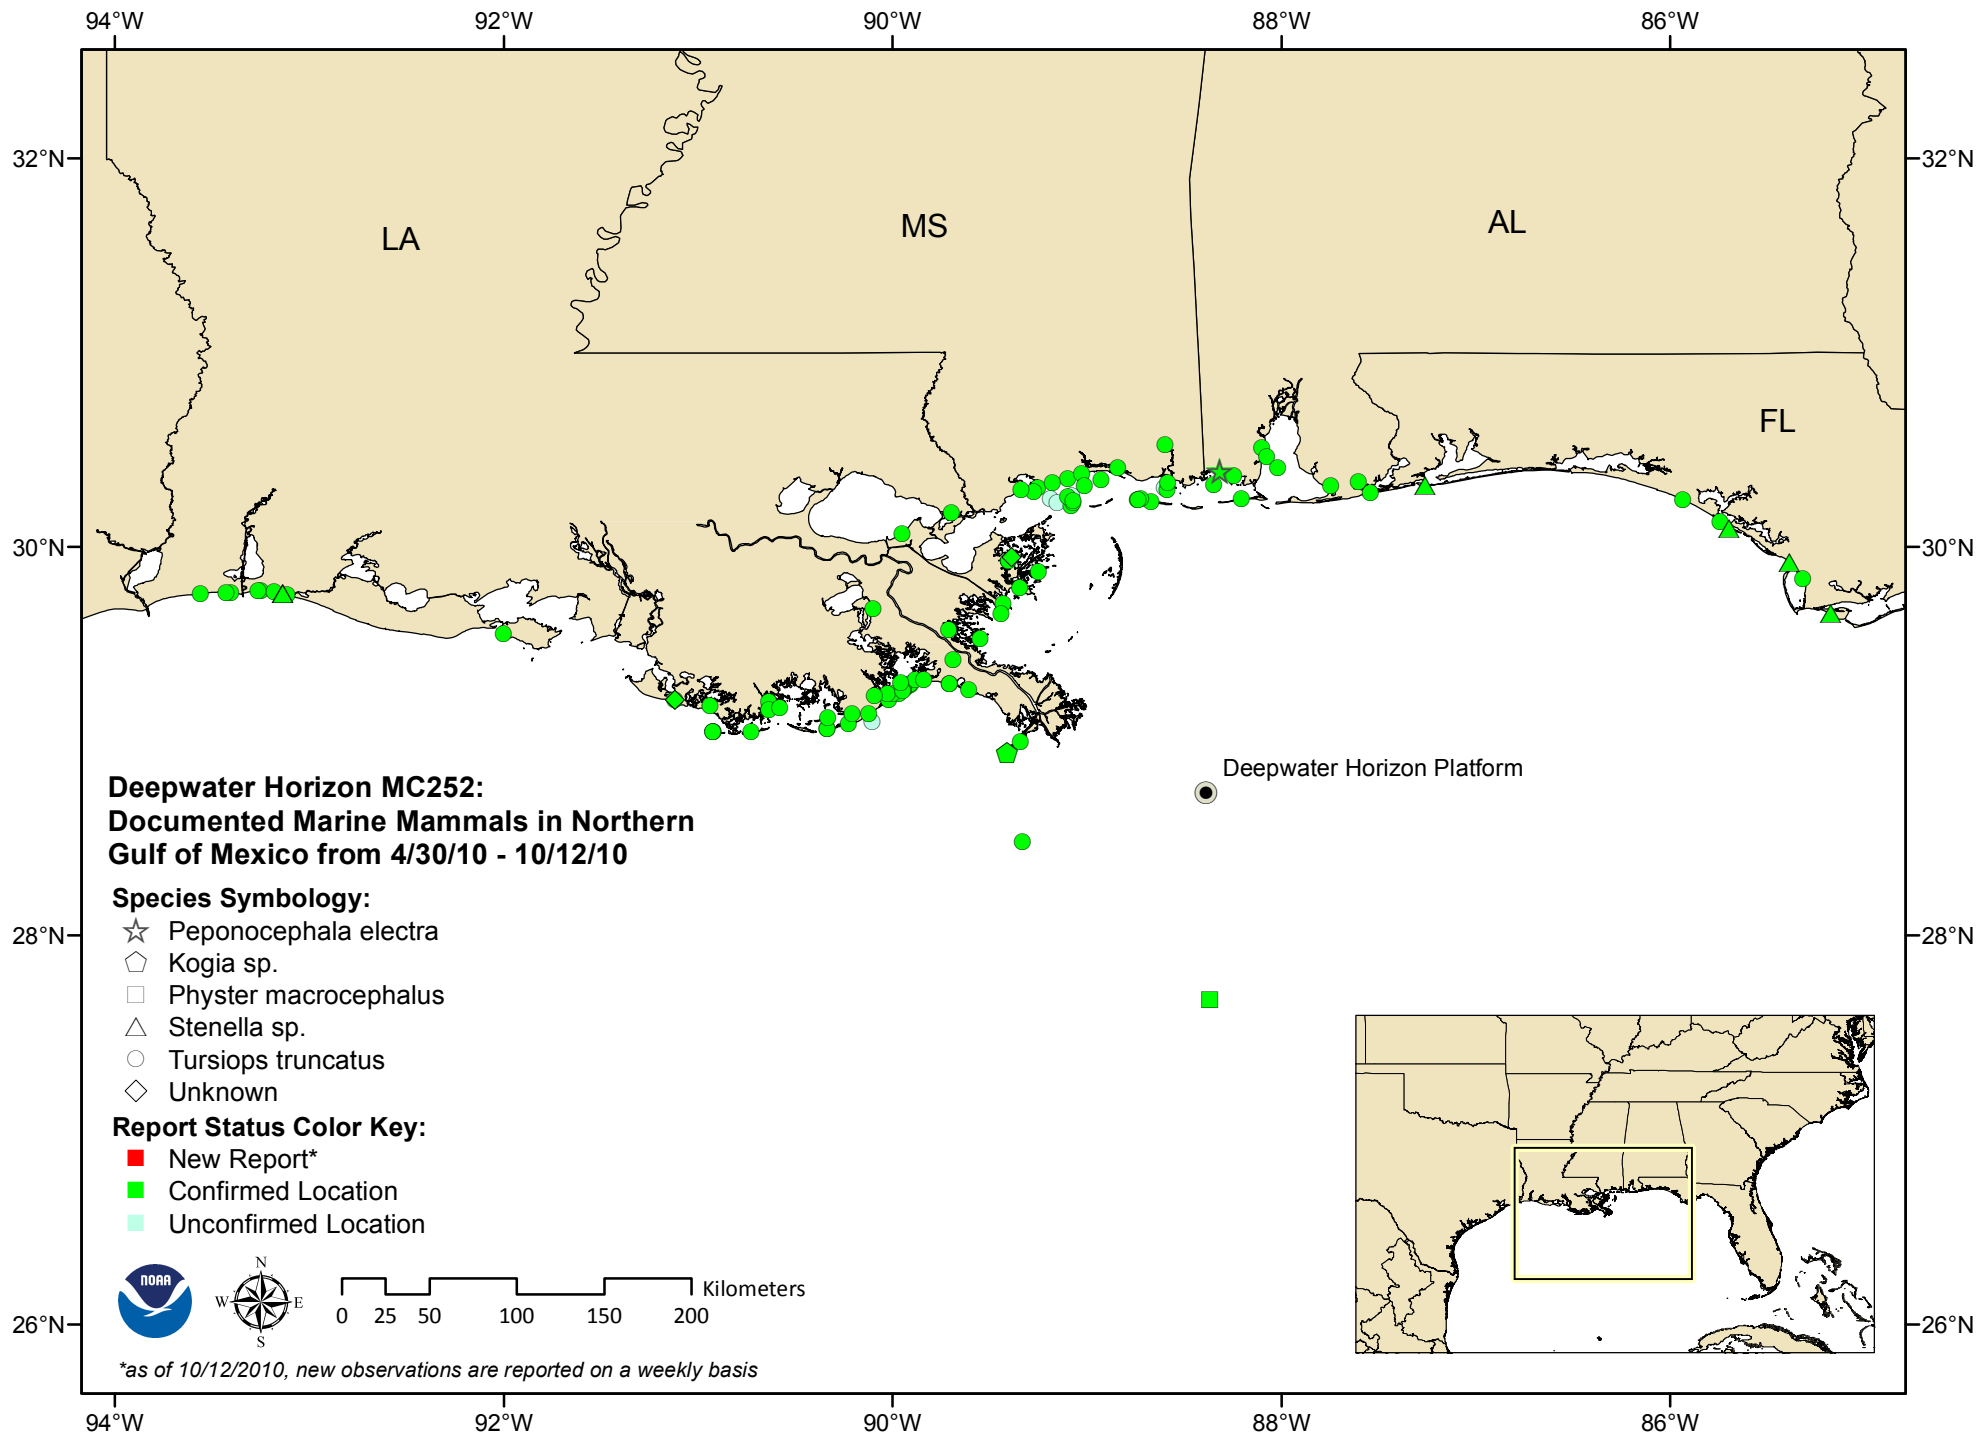 94°W 92°W 90°W 88°W 86°W
32°N 32°N
LA MS AL
FL
30°N 30°N
Deepwater Horizon Platform
Deepwater Horizon MC252:
Documented Marine Mammals in Northern
Gulf of Mexico from 4/30/10 - 10/12/10
Species Symbology:
Peponocephala electra
28°N 28°N
Kogia sp.
Physter macrocephalus
Stenella sp.
Tursiops truncatus
Unknown
Report Status Color Key:
New Report*
Confirmed Location
Unconfirmed Location
NOAA
N
W E
S
Kilometers
0 25 50 100 150 200
26°N 26°N
*as of 10/12/2010, new observations are reported on a weekly basis
94°W 92°W 90°W 88°W 86°W